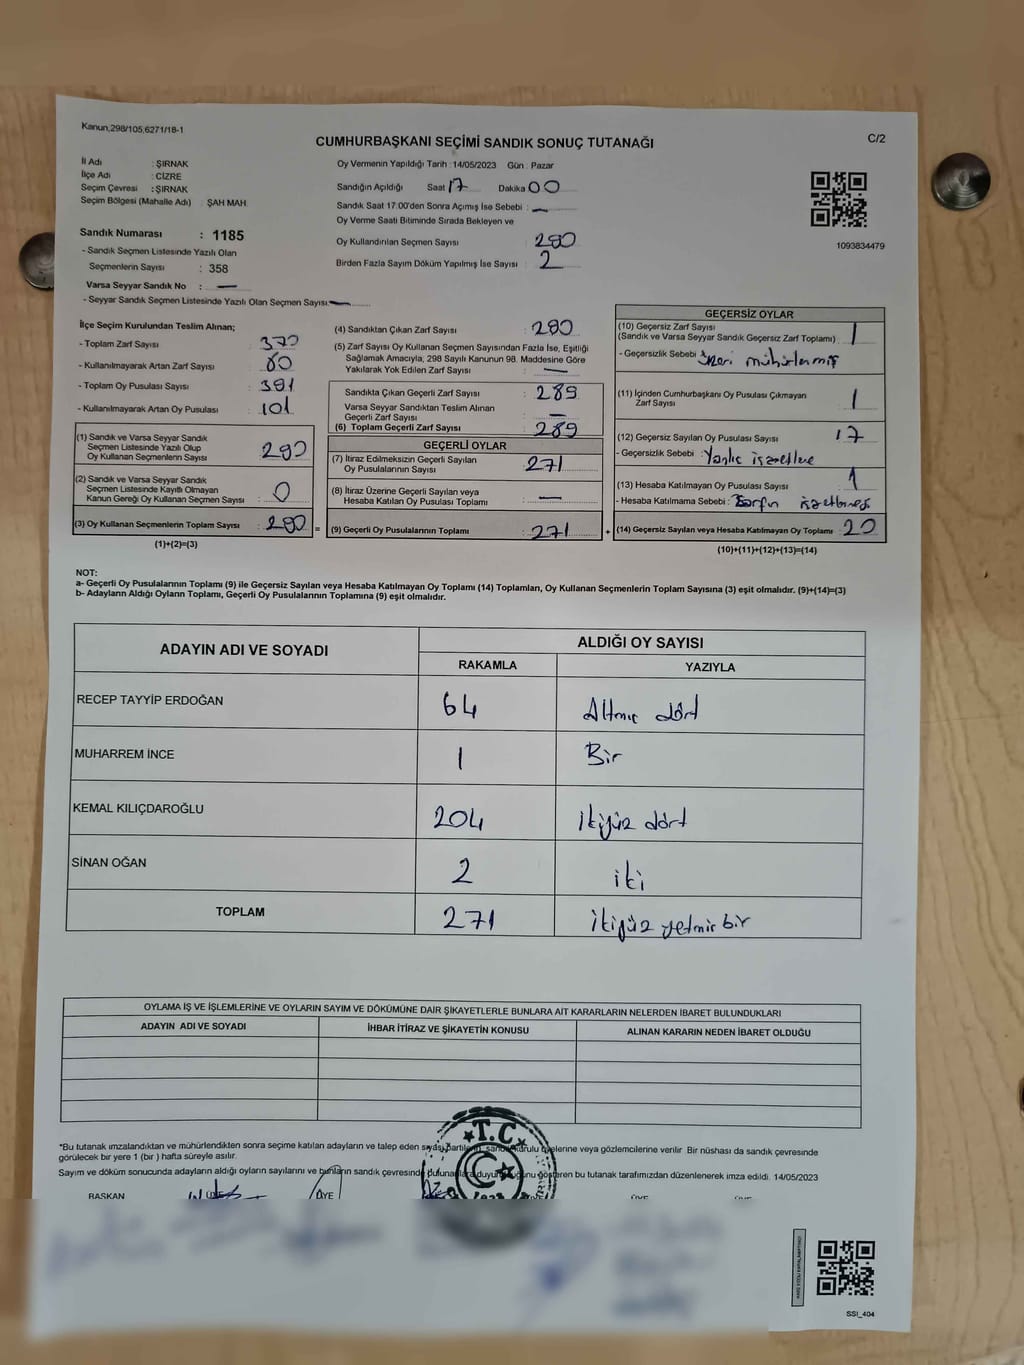 Kanun,298/105,6271/18-1
CUMHURBAŞKANI SEÇİMİ SANDIK SONUÇ TUTANAĞI
C/2
İl Adı : ŞIRNAK
İlçe Adı : CİZRE
Seçim Çevresi : ŞIRNAK
Seçim Bölgesi (Mahalle Adı) : ŞAH MAH.
Sandık Numarası : 1185
- Sandık Seçmen Listesinde Yazılı Olan
Seçmenlerin Sayısı : 358
Varsa Seyyar Sandık No : —
- Seyyar Sandık Seçmen Listesinde Yazılı Olan Seçmen Sayısı: —
Oy Vermenin Yapıldığı Tarih : 14/05/2023 Gün : Pazar
Sandığın Açıldığı Saat 17 Dakika 00
Sandık Saat 17:00'den Sonra Açımış İse Sebebi : —
Oy Verme Saati Bitiminde Sırada Bekleyen ve
Oy Kullandırılan Seçmen Sayısı : 290
Birden Fazla Sayım Döküm Yapılmış İse Sayısı : 2
1093834479
İlçe Seçim Kurulundan Teslim Alınan;
- Toplam Zarf Sayısı : 370
- Kullanılmayarak Artan Zarf Sayısı : 80
- Toplam Oy Pusulası Sayısı : 391
- Kullanılmayarak Artan Oy Pusulası : 101
(1) Sandık ve Varsa Seyyar Sandık
Seçmen Listesinde Yazılı Olup
Oy Kullanan Seçmenlerin Sayısı : 290
(2) Sandık ve Varsa Seyyar Sandık
Seçmen Listesinde Kayıtlı Olmayan
Kanun Gereği Oy Kullanan Seçmen Sayısı : 0
(3) Oy Kullanan Seçmenlerin Toplam Sayısı : 290 =
(1)+(2)=(3)
(4) Sandıktan Çıkan Zarf Sayısı : 290
(5) Zarf Sayısı Oy Kullanan Seçmen Sayısından Fazla İse, Eşitliği
Sağlamak Amacıyla, 298 Sayılı Kanunun 98. Maddesine Göre
Yakılarak Yok Edilen Zarf Sayısı : —
Sandıkta Çıkan Geçerli Zarf Sayısı : 289
Varsa Seyyar Sandıktan Teslim Alınan
Geçerli Zarf Sayısı : —
(6) Toplam Geçerli Zarf Sayısı : 289
GEÇERLİ OYLAR
(7) İtiraz Edilmeksizin Geçerli Sayılan
Oy Pusulalarının Sayısı : 271
(8) İtiraz Üzerine Geçerli Sayılan veya
Hesaba Katılan Oy Pusulası Toplamı : —
(9) Geçerli Oy Pusulalarının Toplamı : 271 +
GEÇERSİZ OYLAR
(10) Geçersiz Zarf Sayısı
(Sandık ve Varsa Seyyar Sandık Geçersiz Zarf Toplamı) : 1
- Geçersizlik Sebebi : üzeri mühürlenmiş
(11) İçinden Cumhurbaşkanı Oy Pusulası Çıkmayan
Zarf Sayısı : 1
(12) Geçersiz Sayılan Oy Pusulası Sayısı : 17
- Geçersizlik Sebebi : Yanlış
(13) Hesaba Katılmayan Oy Pusulası Sayısı : 1
- Hesaba Katılmama Sebebi : Zarfın
(14) Geçersiz Sayılan veya Hesaba Katılmayan Oy Toplamı : 20
(10)+(11)+(12)+(13)=(14)
NOT:
a- Geçerli Oy Pusulalarının Toplamı (9) ile Geçersiz Sayılan veya Hesaba Katılmayan Oy Toplamı (14) Toplamları, Oy Kullanan Seçmenlerin Toplam Sayısına (3) eşit olmalıdır. (9)+(14)=(3)
b- Adayların Aldığı Oyların Toplamı, Geçerli Oy Pusulalarının Toplamına (9) eşit olmalıdır.
ADAYIN ADI VE SOYADI
ALDIĞI OY SAYISI
RAKAMLA YAZIYLA
RECEP TAYYİP ERDOĞAN 64 Altmış dört
MUHARREM İNCE 1 Bir
KEMAL KILIÇDAROĞLU 204 ikiyüz dört
SİNAN OĞAN 2 iki
TOPLAM 271 ikiyüz yetmiş bir
OYLAMA İŞ VE İŞLEMLERİNE VE OYLARIN SAYIM VE DÖKÜMÜNE DAİR ŞİKAYETLERLE BUNLARA AİT KARARLARIN NELERDEN İBARET BULUNDUKLARI
ADAYIN ADI VE SOYADI İHBAR İTİRAZ VE ŞİKAYETİN KONUSU ALINAN KARARIN NEDEN İBARET OLDUĞU
*Bu tutanak imzalandıktan ve mühürlendikten sonra seçime katılan adayların ve talep eden siyasi partilerin sandık kurulu üyelerine veya gözlemcilerine verilir. Bir nüshası da sandık çevresinde
görülecek bir yere 1 (bir) hafta süreyle asılır.
Sayım ve döküm sonucunda adayların aldığı oyların sayılarını ve bunların sandık çevresinde gösteren bu tutanak tarafımızdan düzenlenerek imza edildi. 14/05/2023
T.C.
1923
BAŞKAN ÜYE ÜYE
SSI_404